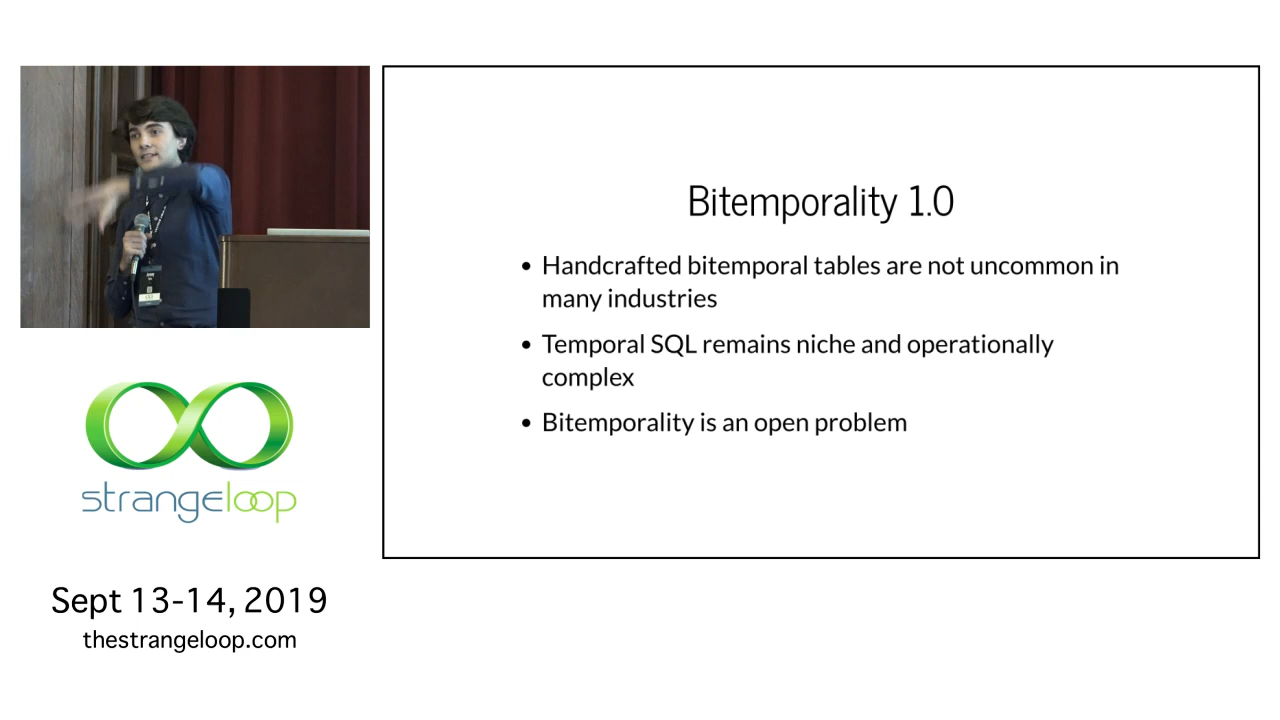 Bitemporality 1.0
• Handcrafted bitemporal tables are not uncommon in
many industries
• Temporal SQL remains niche and operationally
complex
• Bitemporality is an open problem
strangeloop
Sept 13-14, 2019
thestrangeloop.com